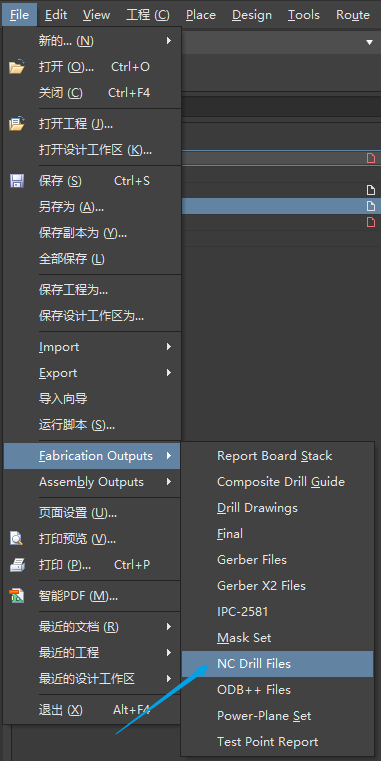 File Edit View 工程 (C) Place Design Tools Route
新的... (N)
打开 (O)... Ctrl+O
关闭 (C) Ctrl+F4
打开工程 (J)...
打开设计工作区 (K)...
保存 (S) Ctrl+S
另存为 (A)...
保存副本为 (Y)...
全部保存 (L)
保存工程为...
保存设计工作区为...
Import
Export
导入向导
运行脚本 (S)...
Fabrication Outputs
Assembly Outputs
页面设置 (U)...
打印预览 (V)...
打印 (P)... Ctrl+P
智能PDF (M)...
最近的文档 (R)
最近的工程
最近的设计工作区
退出 (X) Alt+F4
Report Board Stack
Composite Drill Guide
Drill Drawings
Final
Gerber Files
Gerber X2 Files
IPC-2581
Mask Set
NC Drill Files
ODB++ Files
Power-Plane Set
Test Point Report